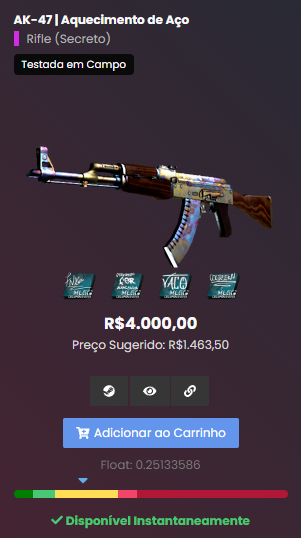 AK-47 | Aquecimento de Aço
Rifle (Secreto)
Testada em Campo
R$4.000,00
Preço Sugerido: R$1.463,50
Adicionar ao Carrinho
Float: 0.25133586
Disponível Instantaneamente